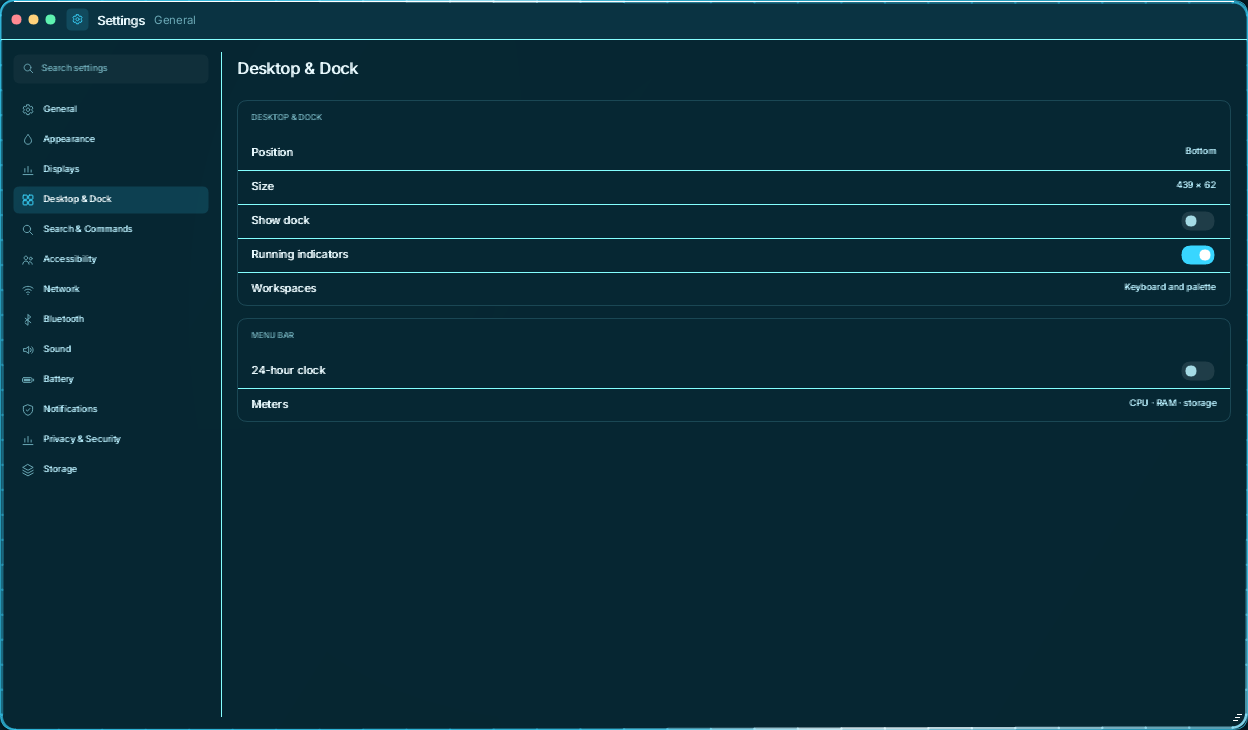 Settings General
Search settings
General
Appearance
Displays
Desktop & Dock
Search & Commands
Accessibility
Network
Bluetooth
Sound
Battery
Notifications
Privacy & Security
Storage
Desktop & Dock
DESKTOP & DOCK
Position Bottom
Size 439 × 62
Show dock
Running indicators
Workspaces Keyboard and palette
MENU BAR
24-hour clock
Meters CPU · RAM · storage